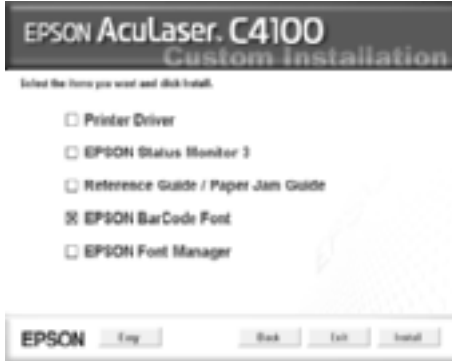 EPSON AcuLaser. C4100
Custom Installation
Select the items you want and click Install.
Printer Driver
EPSON Status Monitor 3
Reference Guide / Paper Jam Guide
EPSON BarCode Font
EPSON Font Manager
EPSON Easy Back Exit Install